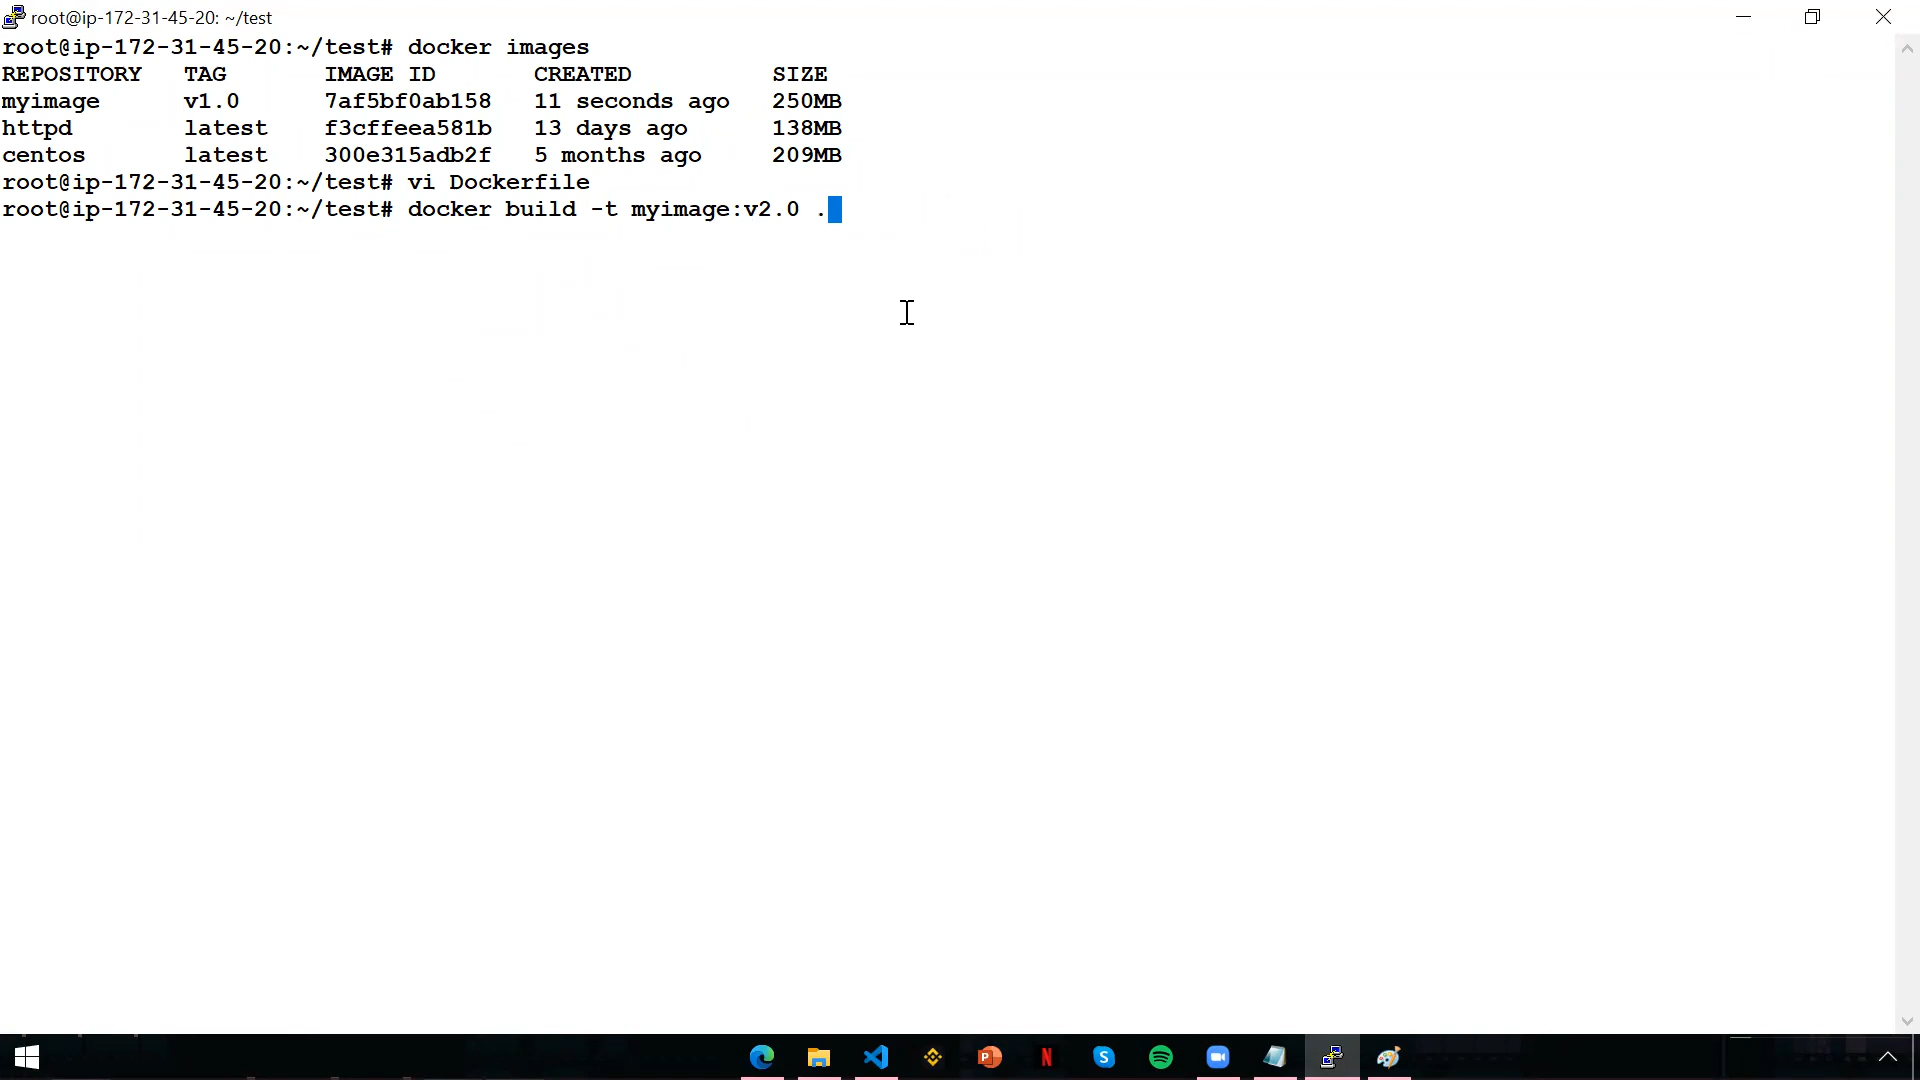 root@ip-172-31-45-20: ~/test
root@ip-172-31-45-20:~/test# docker images
REPOSITORY   TAG       IMAGE ID       CREATED          SIZE
myimage      v1.0      7af5bf0ab158   11 seconds ago   250MB
httpd        latest    f3cffeea581b   13 days ago      138MB
centos       latest    300e315adb2f   5 months ago     209MB
root@ip-172-31-45-20:~/test# vi Dockerfile
root@ip-172-31-45-20:~/test# docker build -t myimage:v2.0 .